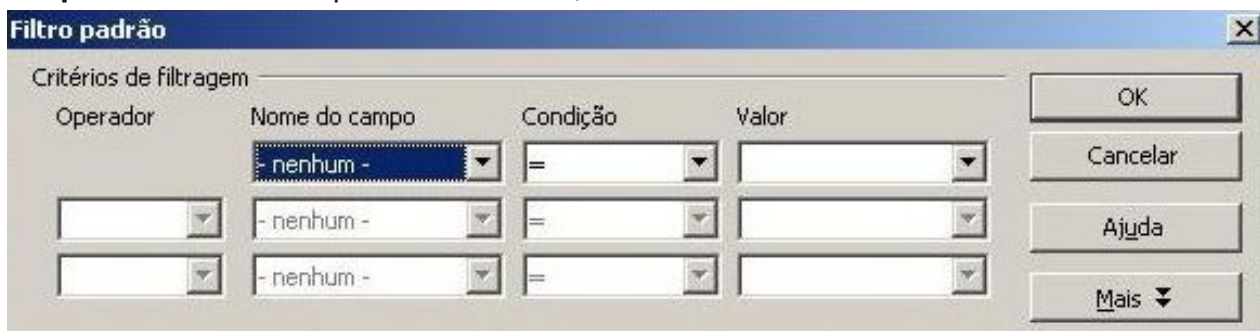 Filtro padrão
Critérios de filtragem
Operador Nome do campo Condição Valor
- nenhum - =
- nenhum - =
- nenhum - =
OK
Cancelar
Ajuda
Mais